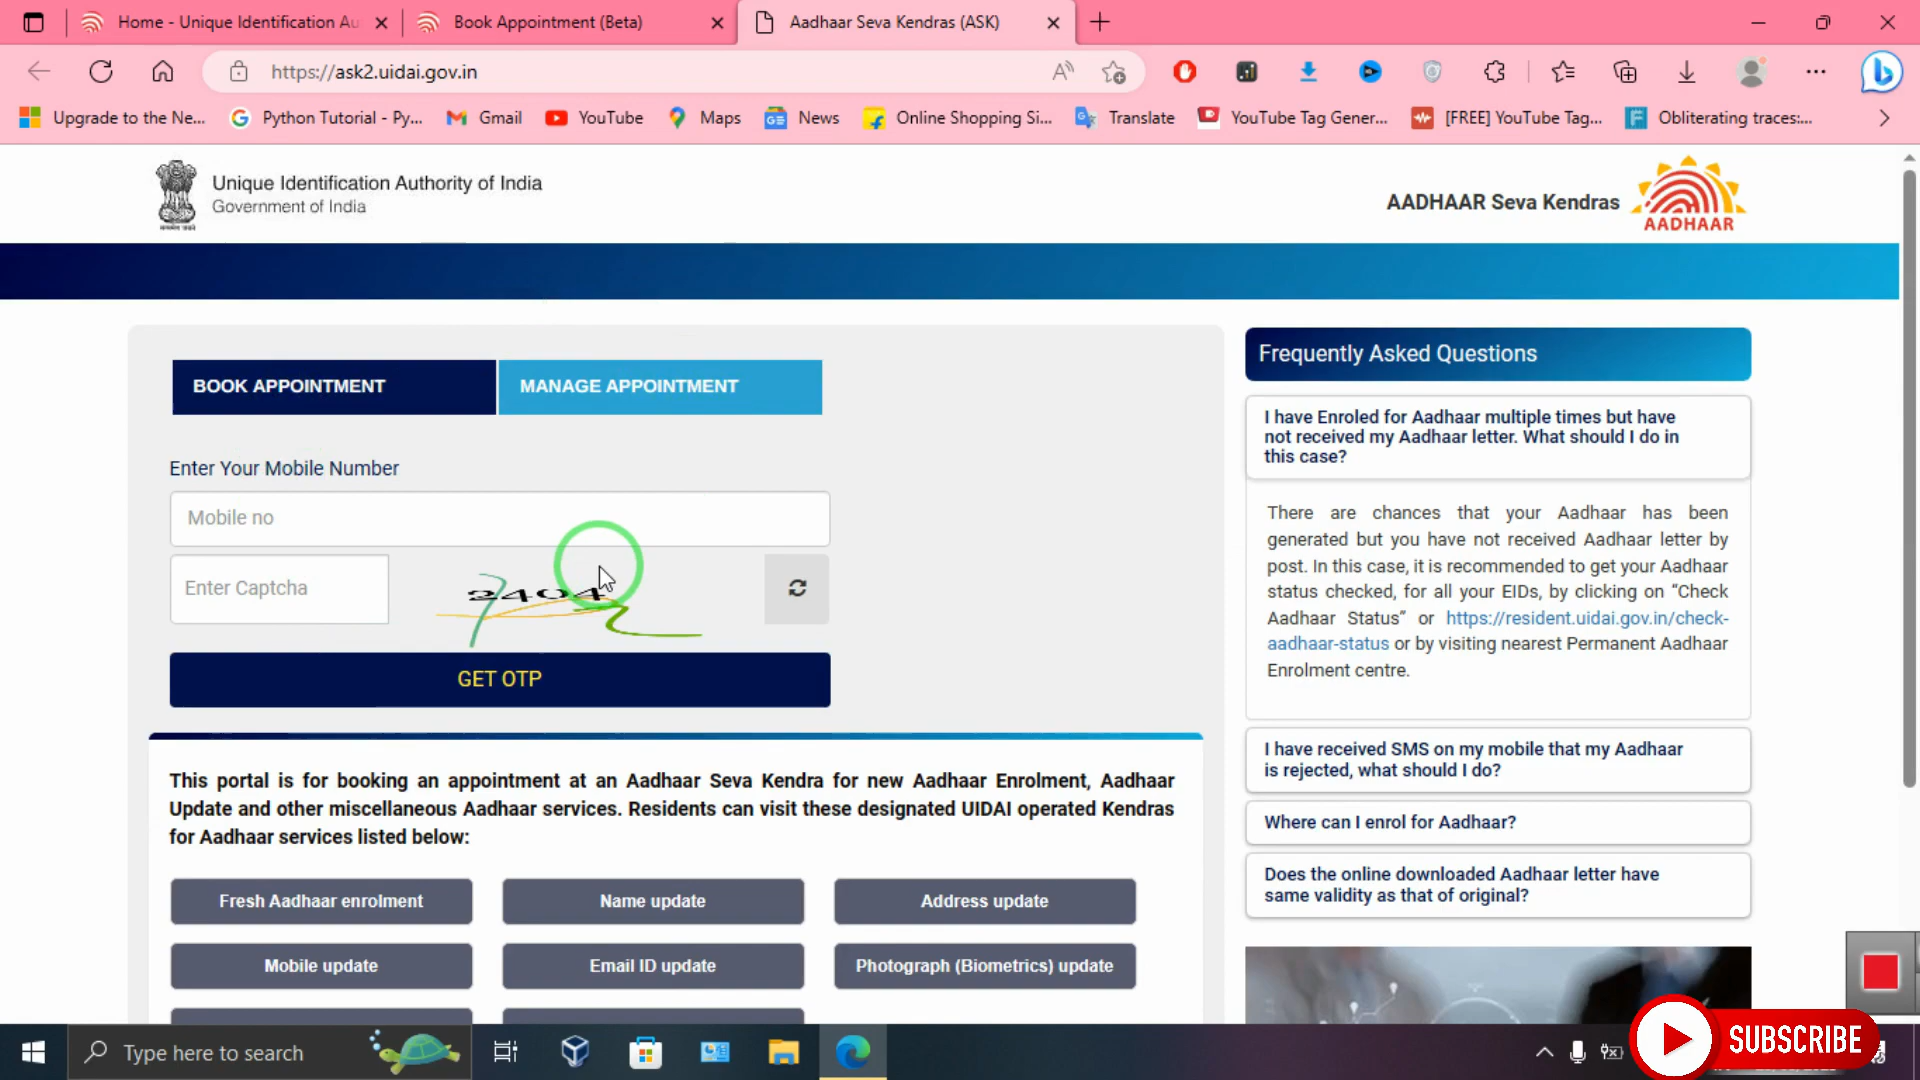 Home - Unique Identification Au
Book Appointment (Beta)
Aadhaar Seva Kendras (ASK)
https://ask2.uidai.gov.in
Upgrade to the Ne...
Python Tutorial - Py...
Gmail
YouTube
Maps
News
Online Shopping Si...
Translate
YouTube Tag Gener...
[FREE] YouTube Tag...
Obliterating traces:...
Unique Identification Authority of India
Government of India
AADHAAR Seva Kendras
AADHAAR
BOOK APPOINTMENT
MANAGE APPOINTMENT
Enter Your Mobile Number
Mobile no
Enter Captcha
2404
GET OTP
This portal is for booking an appointment at an Aadhaar Seva Kendra for new Aadhaar Enrolment, Aadhaar
Update and other miscellaneous Aadhaar services. Residents can visit these designated UIDAI operated Kendras
for Aadhaar services listed below:
Fresh Aadhaar enrolment
Name update
Address update
Mobile update
Email ID update
Photograph (Biometrics) update
Frequently Asked Questions
I have Enroled for Aadhaar multiple times but have
not received my Aadhaar letter. What should I do in
this case?
There are chances that your Aadhaar has been
generated but you have not received Aadhaar letter by
post. In this case, it is recommended to get your Aadhaar
status checked, for all your EIDs, by clicking on “Check
Aadhaar Status” or https://resident.uidai.gov.in/check-
aadhaar-status or by visiting nearest Permanent Aadhaar
Enrolment centre.
I have received SMS on my mobile that my Aadhaar
is rejected, what should I do?
Where can I enrol for Aadhaar?
Does the online downloaded Aadhaar letter have
same validity as that of original?
Type here to search
SUBSCRIBE